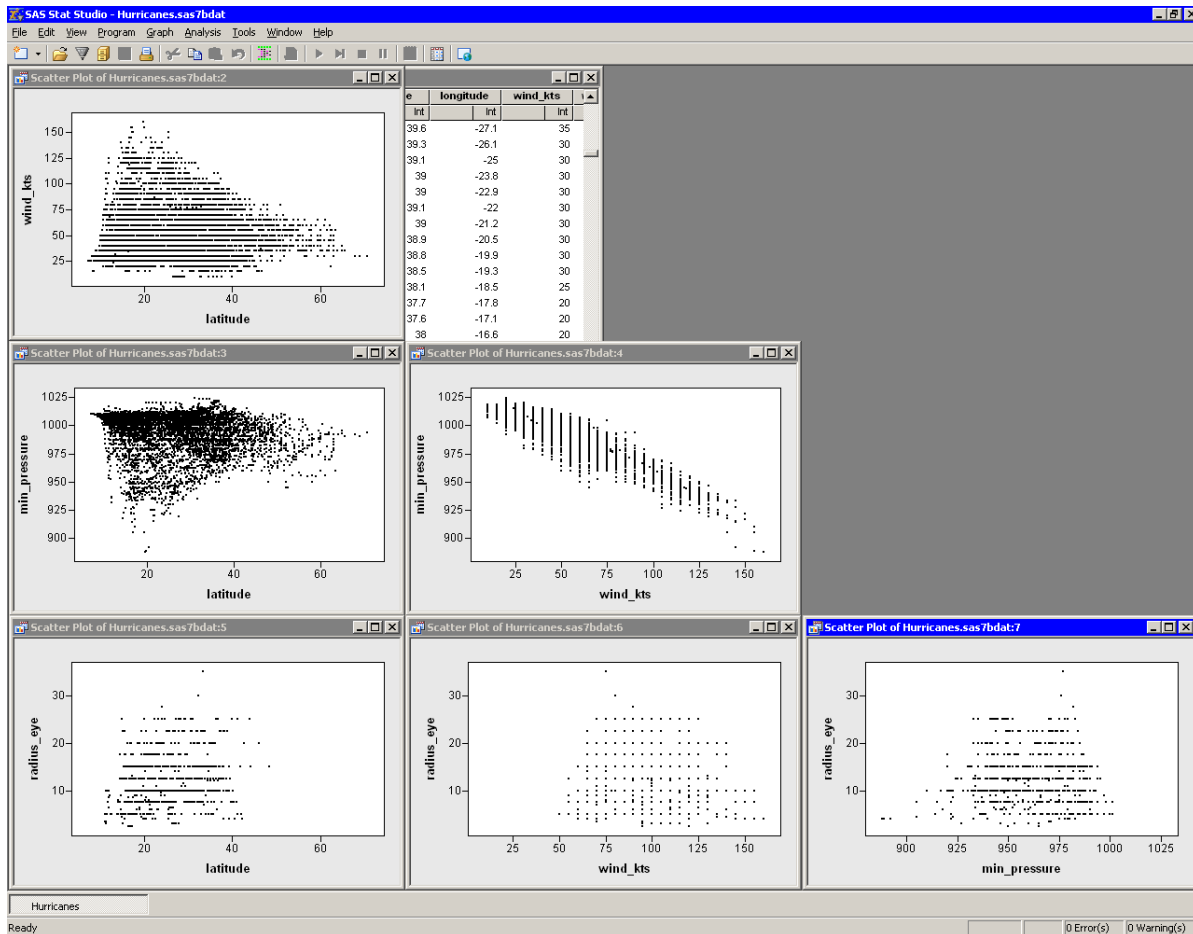 SAS Stat Studio - Hurricanes.sas7bdat
File Edit View Program Graph Analysis Tools Window Help
Scatter Plot of Hurricanes.sas7bdat:2
150
125
100
75
50
25
wind_kts
20 40 60
latitude
e longitude wind_kts
Int Int Int
39.6 -27.1 35
39.3 -26.1 30
39.1 -25 30
39 -23.8 30
39 -22.9 30
39.1 -22 30
39 -21.2 30
38.9 -20.5 30
38.8 -19.9 30
38.5 -19.3 30
38.1 -18.5 25
37.7 -17.8 20
37.6 -17.1 20
38 -16.6 20
Scatter Plot of Hurricanes.sas7bdat:3
1025
1000
975
950
925
900
min_pressure
20 40 60
latitude
Scatter Plot of Hurricanes.sas7bdat:4
1025
1000
975
950
925
900
min_pressure
25 50 75 100 125 150
wind_kts
Scatter Plot of Hurricanes.sas7bdat:5
30
20
10
radius_eye
20 40 60
latitude
Scatter Plot of Hurricanes.sas7bdat:6
30
20
10
radius_eye
25 50 75 100 125 150
wind_kts
Scatter Plot of Hurricanes.sas7bdat:7
30
20
10
radius_eye
900 925 950 975 1000 1025
min_pressure
Hurricanes
Ready 0 Error(s) 0 Warning(s)